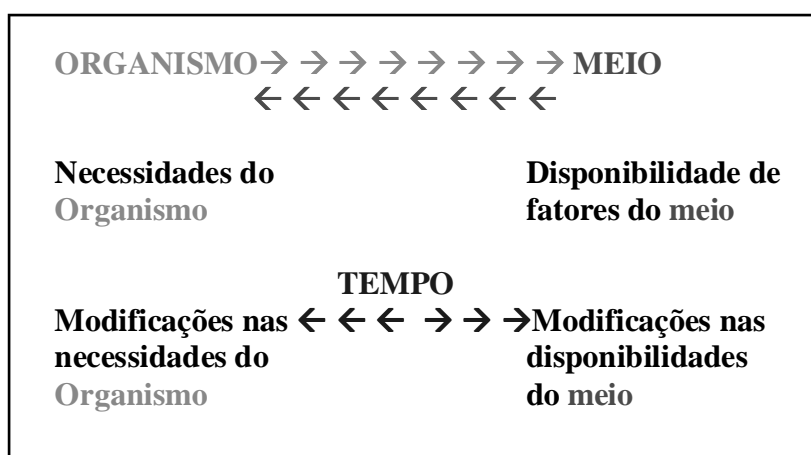 ORGANISMO→ → → → → → → → MEIO
← ← ← ← ← ← ← ←
Necessidades do Disponibilidade de
Organismo fatores do meio
TEMPO
Modificações nas ← ← ← → → →Modificações nas
necessidades do disponibilidades
Organismo do meio